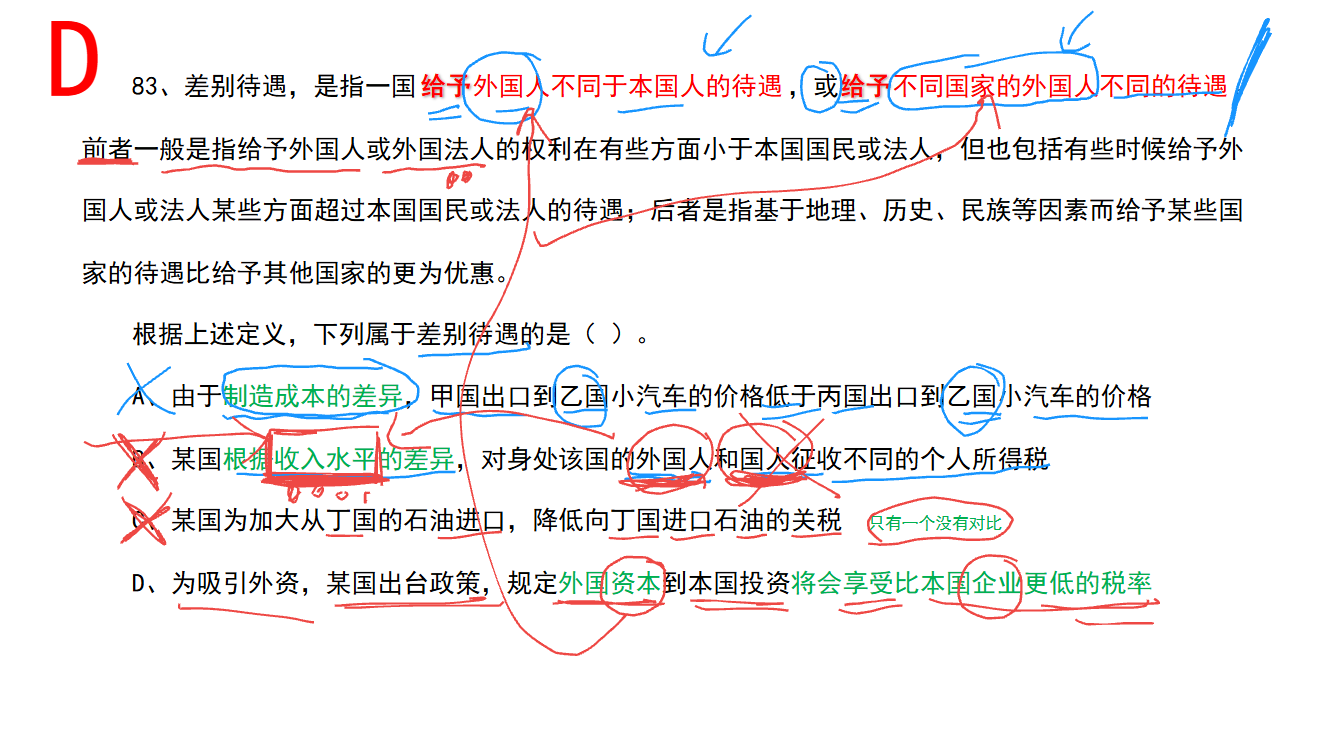 D
83、差别待遇，是指一国给予外国人不同于本国人的待遇，或给予不同国家的外国人不同的待遇
前者一般是指给予外国人或外国法人的权利在有些方面小于本国国民或法人，但也包括有些时候给予外
国人或法人某些方面超过本国国民或法人的待遇；后者是指基于地理、历史、民族等因素而给予某些国
家的待遇比给予其他国家的更为优惠。
根据上述定义，下列属于差别待遇的是（ ）。
A、由于制造成本的差异，甲国出口到乙国小汽车的价格低于丙国出口到乙国小汽车的价格
B、某国根据收入水平的差异，对身处该国的外国人和国人征收不同的个人所得税
C、某国为加大从丁国的石油进口，降低向丁国进口石油的关税 只有一个没有对比
D、为吸引外资，某国出台政策，规定外国资本到本国投资将会享受比本国企业更低的税率